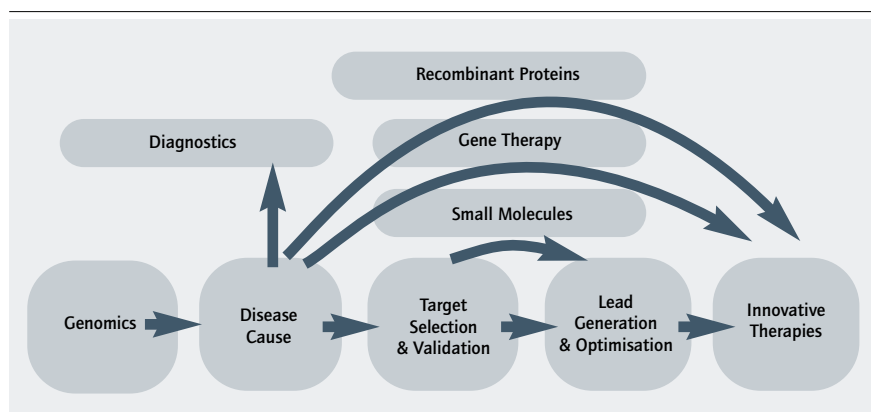 Recombinant Proteins
Diagnostics
Gene Therapy
Small Molecules
Genomics
Disease
Cause
Target
Selection
& Validation
Lead
Generation
& Optimisation
Innovative
Therapies